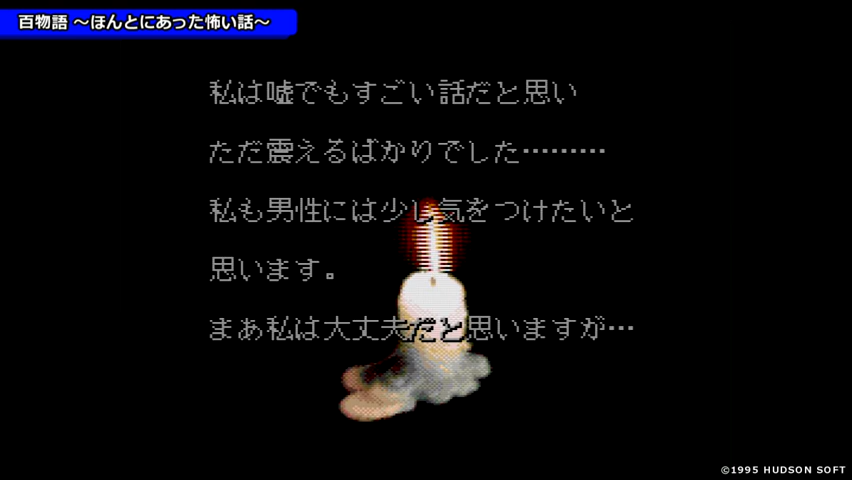 百物語 ～ほんとにあった怖い話～
私は嘘でもすごい話だと思い
ただ震えるばかりでした………
私も男性には少し気をつけたいと
思います。
まあ私は大丈夫だと思いますが…
©1995 HUDSON SOFT